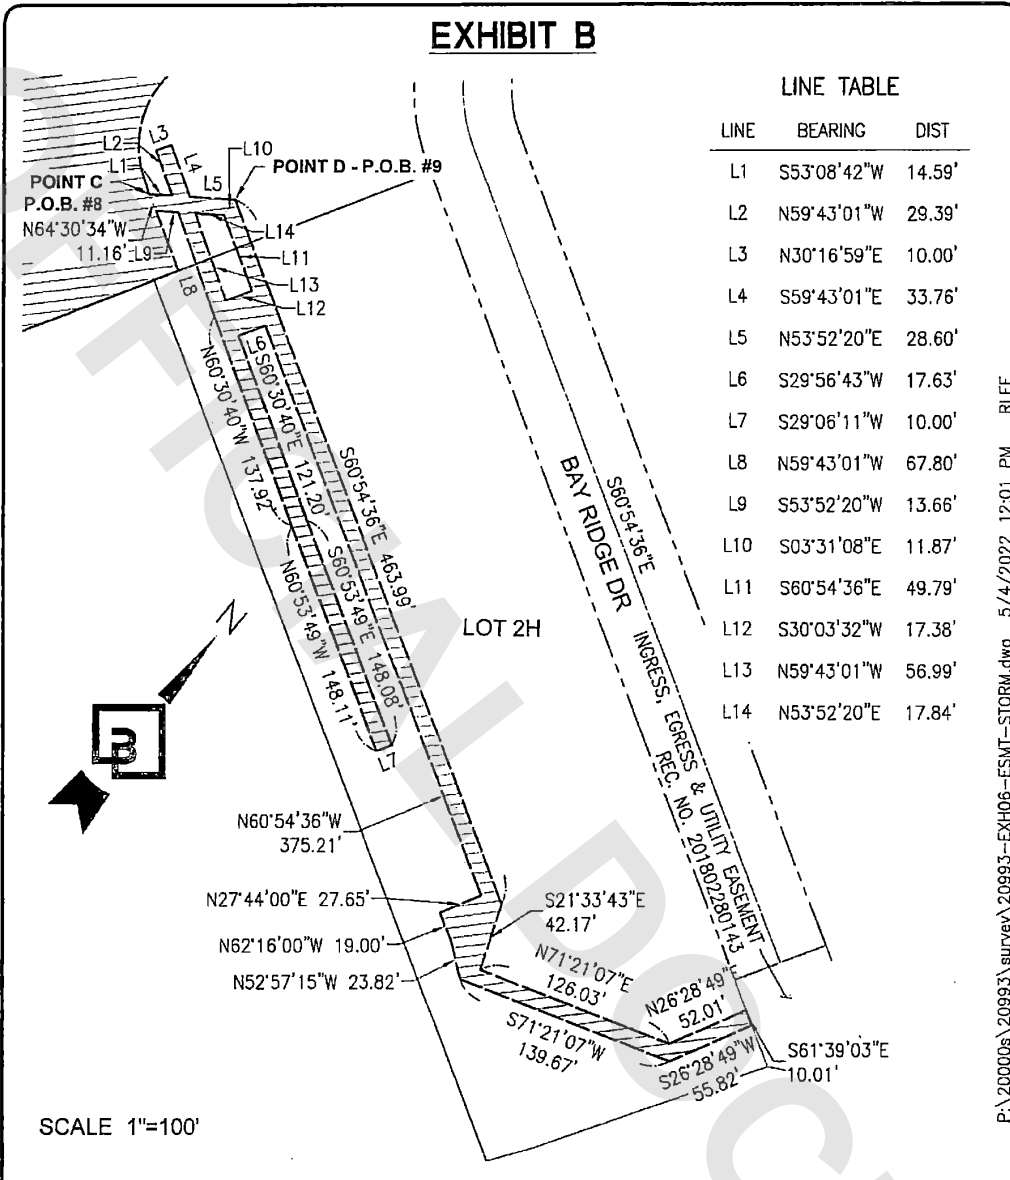 EXHIBIT B
LINE TABLE
LINE BEARING DIST
L1 S53°08'42"W 14.59'
L2 N59°43'01"W 29.39'
L3 N30°16'59"E 10.00'
L4 S59°43'01"E 33.76'
L5 N53°52'20"E 28.60'
L6 S29°56'43"W 17.63'
L7 S29°06'11"W 10.00'
L8 N59°43'01"W 67.80'
L9 S53°52'20"W 13.66'
L10 S03°31'08"E 11.87'
L11 S60°54'36"E 49.79'
L12 S30°03'32"W 17.38'
L13 N59°43'01"W 56.99'
L14 N53°52'20"E 17.84'
L3
L2
L1
L4
L5
L10
POINT D - P.O.B. #9
POINT C
P.O.B. #8
N64°30'34"W
11.16'
L9
L14
L11
L13
L12
L8
L6
N60°30'40"W 137.92'
S60°30'40"E 121.20'
S60°54'36"E 463.99'
N60°53'49"W 148.11'
S60°53'49"E 148.08'
L7
BAY RIDGE DR
S60°54'36"E
LOT 2H
INGRESS, EGRESS & UTILITY EASEMENT
REC. NO. 201802280143
N
B
N60°54'36"W
375.21'
N27°44'00"E 27.65'
N62°16'00"W 19.00'
N52°57'15"W 23.82'
S21°33'43"E
42.17'
N71°21'07"E
126.03'
S71°21'07"W
139.67'
N26°28'49"E
52.01'
S26°28'49"W
55.82'
S61°39'03"E
10.01'
SCALE 1"=100'
P:\20000s\20993\survey\20993-EXH06-ESMT-STORM.dwg 5/4/2022 12:01 PM